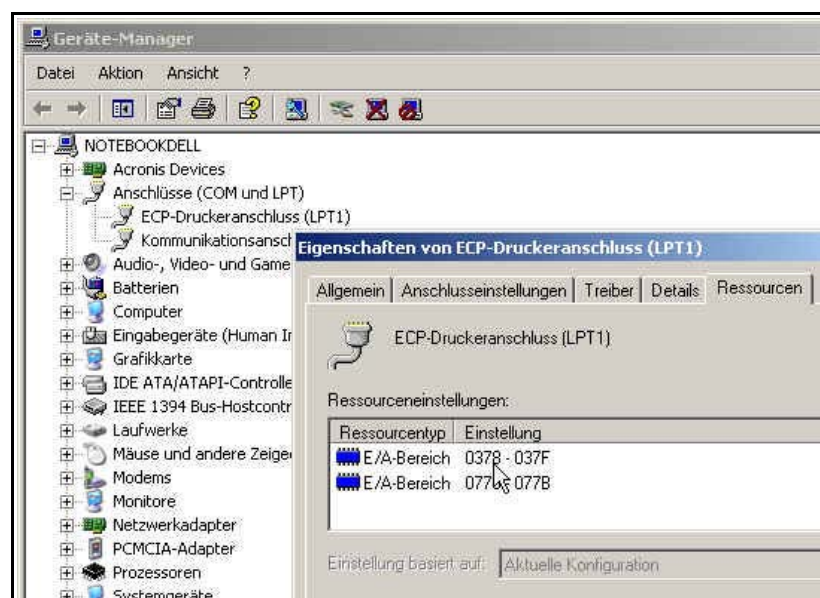 Geräte-Manager
Datei Aktion Ansicht ?
NOTEBOOKDELL
Acronis Devices
Anschlüsse (COM und LPT)
ECP-Druckeranschluss (LPT1)
Kommunikationsansch
Audio-, Video- und Game
Batterien
Computer
Eingabegeräte (Human In
Grafikkarte
IDE ATA/ATAPI-Controlle
IEEE 1394 Bus-Hostcontr
Laufwerke
Mäuse und andere Zeige
Modems
Monitore
Netzwerkadapter
PCMCIA-Adapter
Prozessoren
Systemgeräte
Eigenschaften von ECP-Druckeranschluss (LPT1)
Allgemein Anschlusseinstellungen Treiber Details Ressourcen
ECP-Druckeranschluss (LPT1)
Ressourceneinstellungen:
Ressourcentyp Einstellung
E/A-Bereich 0378 - 037F
E/A-Bereich 077B
Einstellung basiert auf: Aktuelle Konfiguration